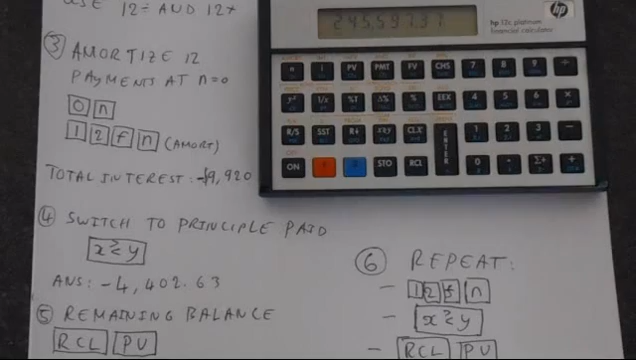 USE 12÷ AND 12×
③ AMORTIZE 12
PAYMENTS AT n=0
0 n
1 2 f n (AMORT)
TOTAL INTEREST: -$9,920
④ SWITCH TO PRINCIPLE PAID
x≷y
ANS: -4,402.63
⑤ REMAINING BALANCE
RCL PV
⑥ REPEAT:
- 12 f n
- x≷y
- RCL PV
245,597.37
hp
hp 12c platinum
financial calculator
n i PV PMT FV CHS 7 8 9 ÷
yˣ 1/x %T Δ% % EEX 4 5 6 ×
R/S SST R↓ x≷y CLX ENTER 1 2 3 −
ON f g STO RCL 0 · Σ+ +